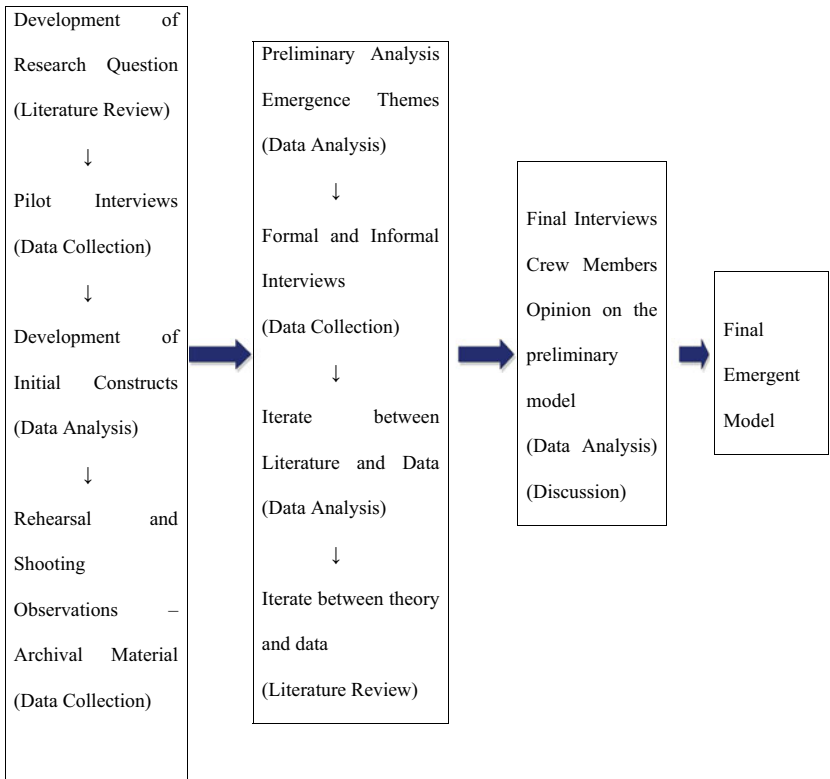 Development of
Research Question
(Literature Review)
↓
Pilot Interviews
(Data Collection)
↓
Development of
Initial Constructs
(Data Analysis)
↓
Rehearsal and
Shooting
Observations –
Archival Material
(Data Collection)
Preliminary Analysis
Emergence Themes
(Data Analysis)
↓
Formal and Informal
Interviews
(Data Collection)
↓
Iterate between
Literature and Data
(Data Analysis)
↓
Iterate between theory
and data
(Literature Review)
Final Interviews
Crew Members
Opinion on the
preliminary
model
(Data Analysis)
(Discussion)
Final
Emergent
Model